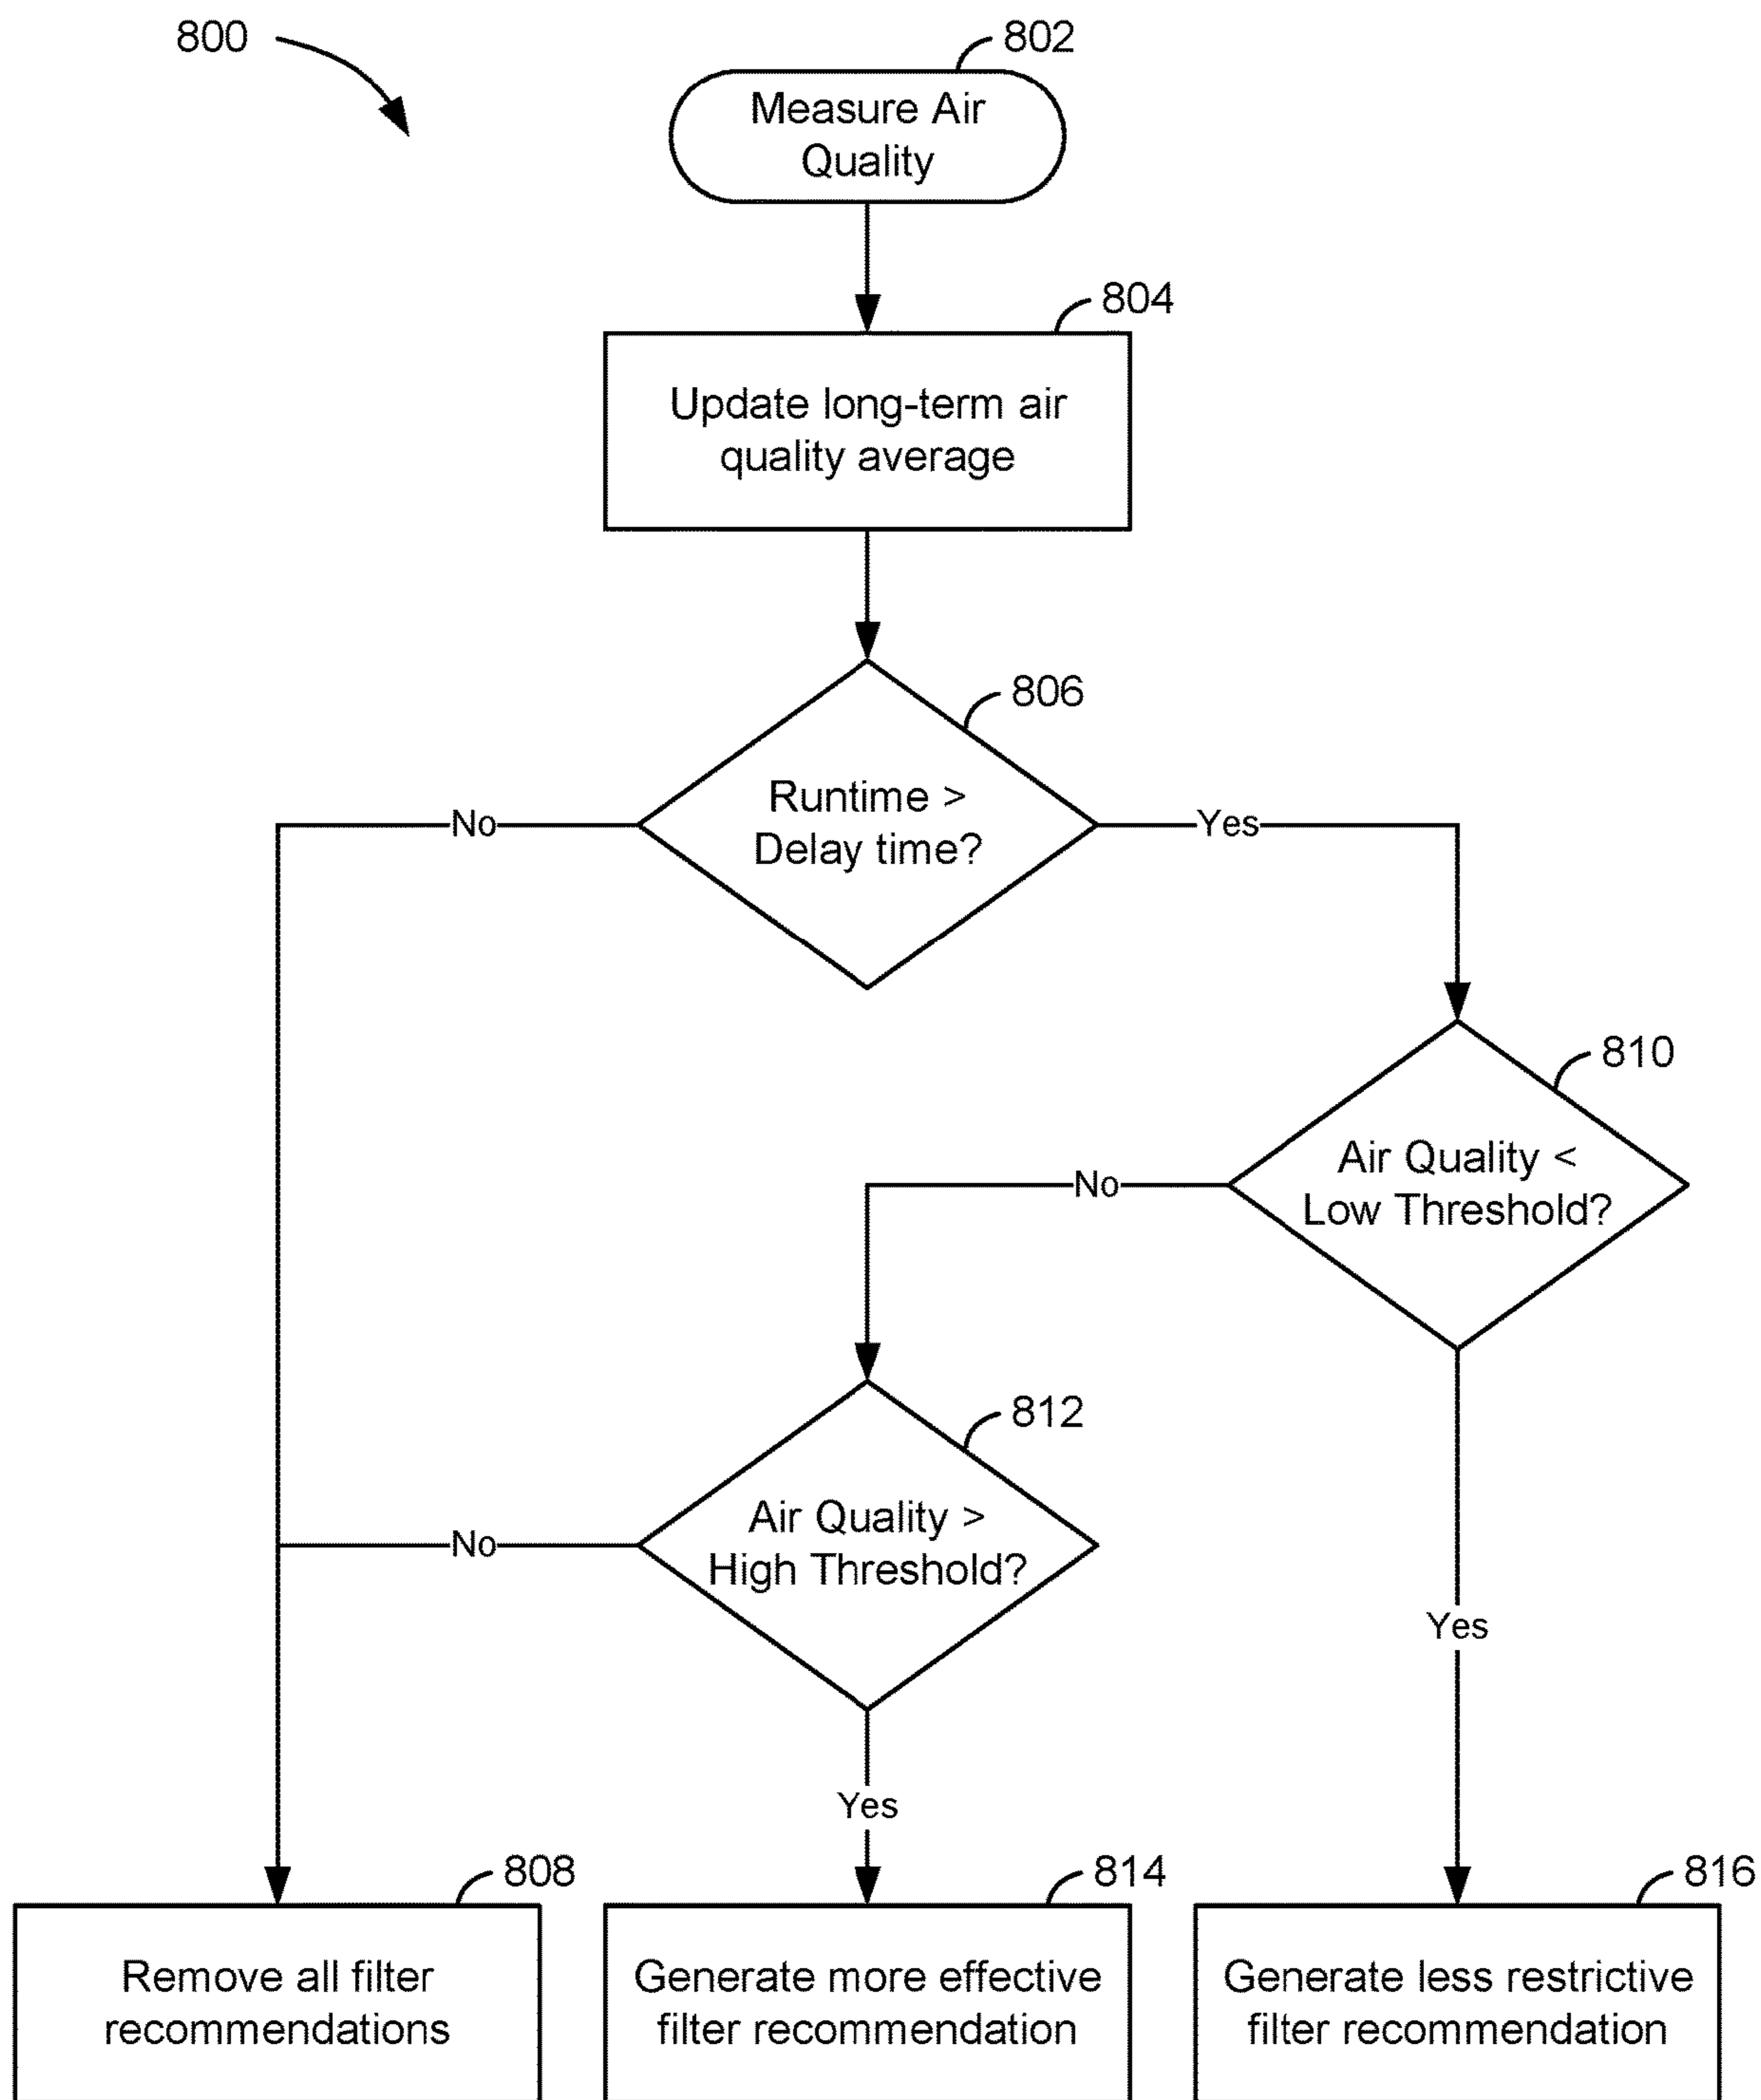 800
802
Measure Air
Quality
804
Update long-term air
quality average
806
Runtime >
Delay time?
No
Yes
810
Air Quality <
Low Threshold?
No
812
Air Quality >
High Threshold?
No
Yes
Yes
808
Remove all filter
recommendations
814
Generate more effective
filter recommendation
816
Generate less restrictive
filter recommendation